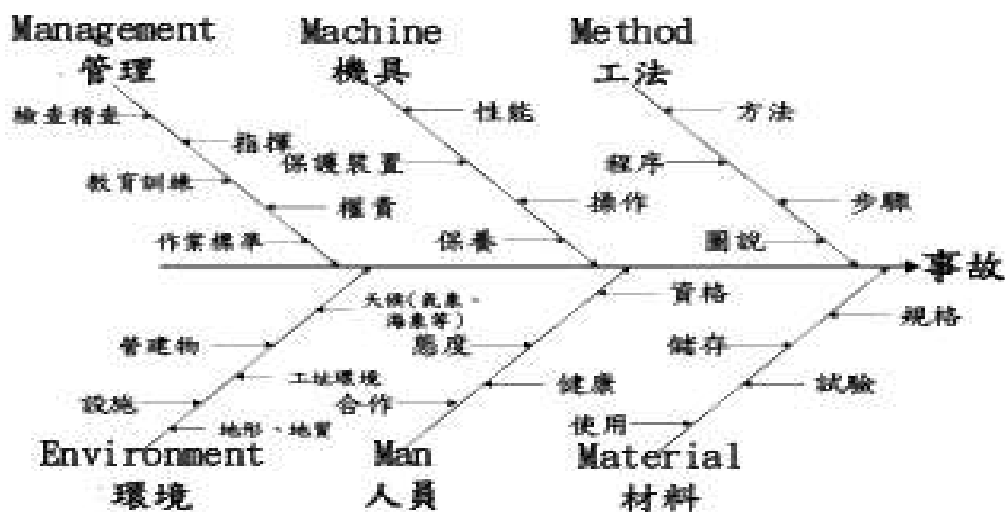 Management
管理
Machine
機具
Method
工法
檢查稽查
指揮
教育訓練
權責
作業標準
性能
保護裝置
操作
保養
方法
程序
步驟
圖說
事故
天候(氣象、
海象等)
營建物
工址環境
設施
地形、地質
Environment
環境
資格
態度
健康
合作
Man
人員
規格
儲存
試驗
使用
Material
材料